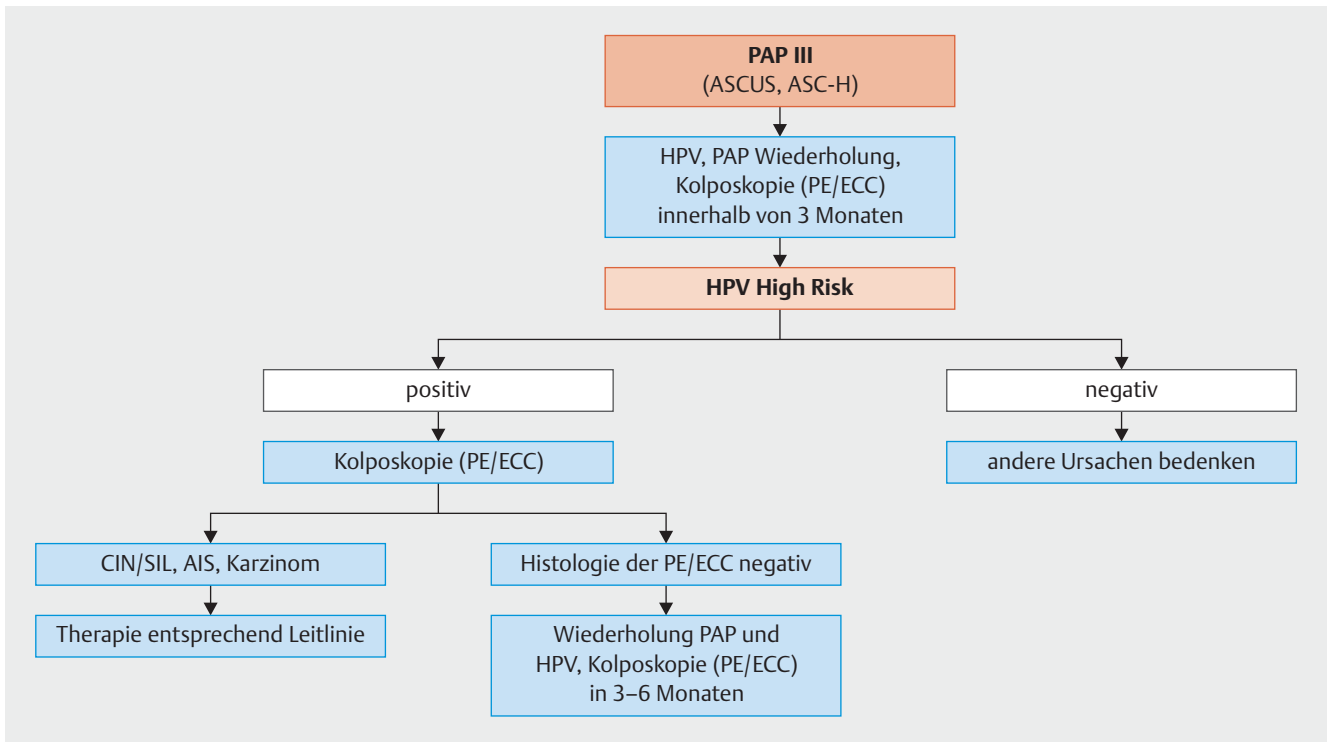 PAP III
(ASCUS, ASC-H)
HPV, PAP Wiederholung,
Kolposkopie (PE/ECC)
innerhalb von 3 Monaten
HPV High Risk
positiv
negativ
Kolposkopie (PE/ECC)
andere Ursachen bedenken
CIN/SIL, AIS, Karzinom
Histologie der PE/ECC negativ
Therapie entsprechend Leitlinie
Wiederholung PAP und
HPV, Kolposkopie (PE/ECC)
in 3–6 Monaten